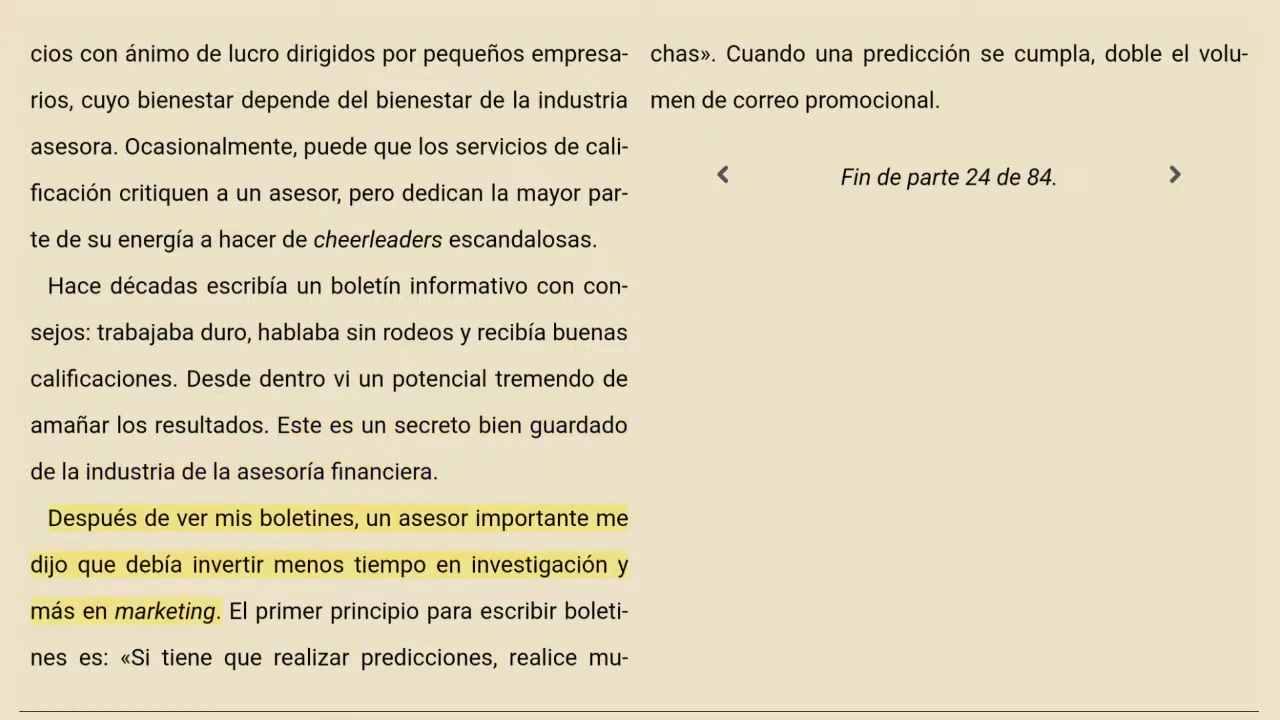 cios con ánimo de lucro dirigidos por pequeños empresa-
rios, cuyo bienestar depende del bienestar de la industria
asesora. Ocasionalmente, puede que los servicios de cali-
ficación critiquen a un asesor, pero dedican la mayor par-
te de su energía a hacer de cheerleaders escandalosas.
Hace décadas escribía un boletín informativo con con-
sejos: trabajaba duro, hablaba sin rodeos y recibía buenas
calificaciones. Desde dentro vi un potencial tremendo de
amañar los resultados. Este es un secreto bien guardado
de la industria de la asesoría financiera.
Después de ver mis boletines, un asesor importante me
dijo que debía invertir menos tiempo en investigación y
más en marketing. El primer principio para escribir boleti-
nes es: «Si tiene que realizar predicciones, realice mu-
chas». Cuando una predicción se cumpla, doble el volu-
men de correo promocional.
Fin de parte 24 de 84.